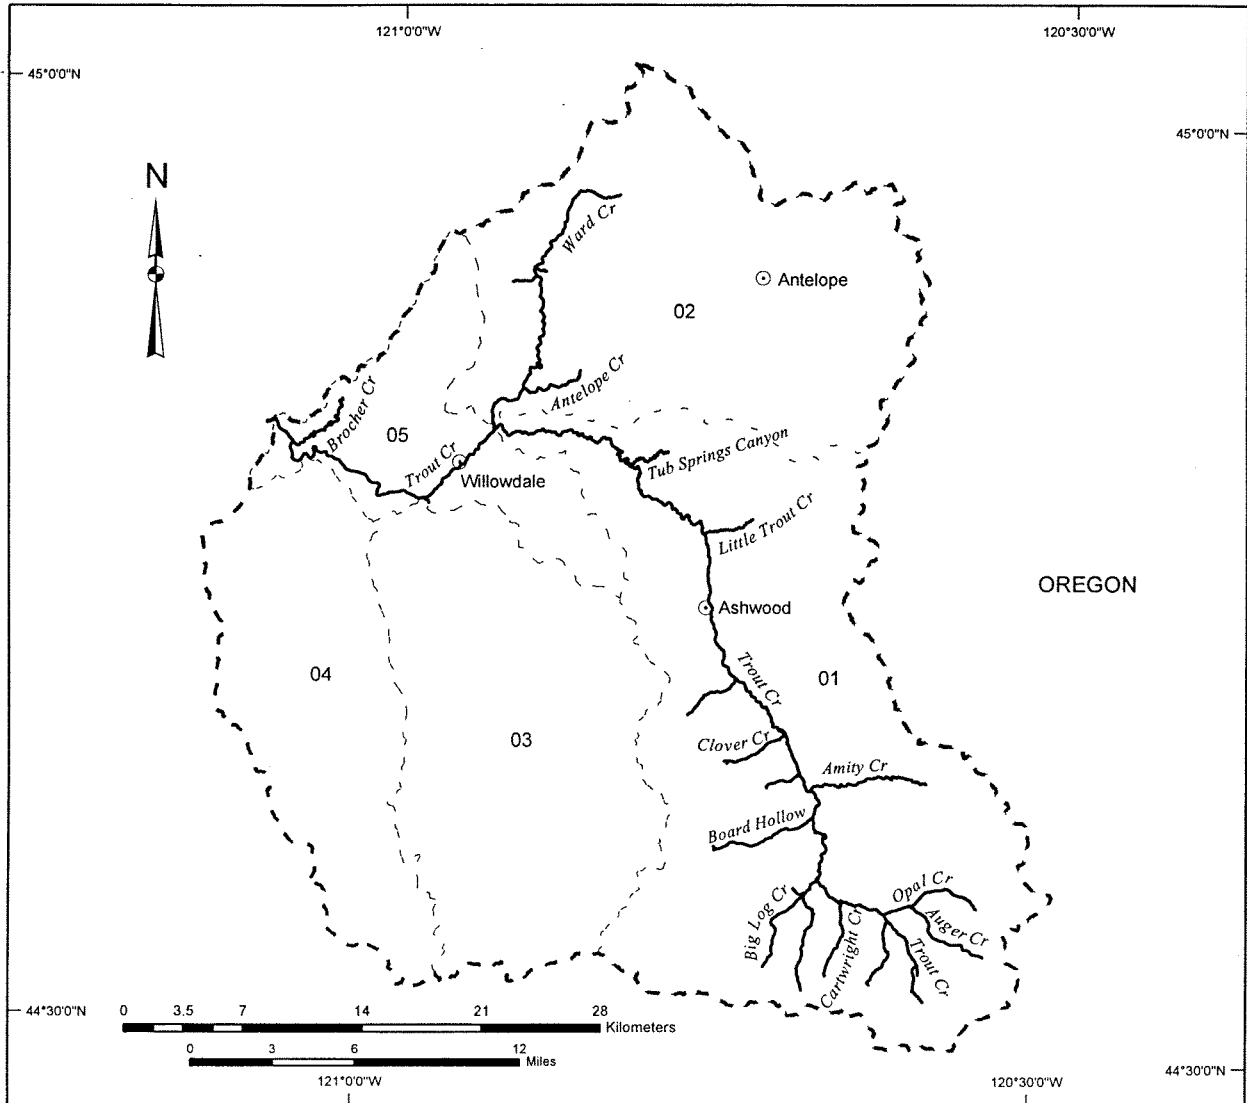 121°0'0"W
120°30'0"W
45°0'0"N
45°0'0"N
N
Ward Cr
Antelope
02
Antelope Cr
Brocher Cr
05
Trout Cr
Willowdale
Tub Springs Canyon
Little Trout Cr
OREGON
Ashwood
04
Trout Cr
01
03
Clover Cr
Amity Cr
Board Hollow
Opal Cr
Big Log Cr
Auger Cr
Cartwright Cr
Trout Cr
44°30'0"N
0 3.5 7 14 21 28
Kilometers
0 3 6 12
Miles
44°30'0"N
121°0'0"W
120°30'0"W